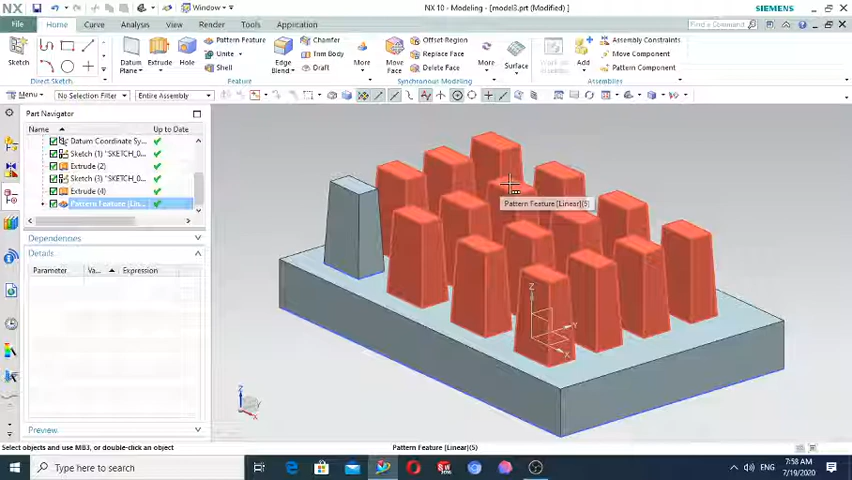 NX
Window
NX 10 - Modeling - [model3.prt (Modified) ]
SIEMENS
File Home Curve Analysis View Render Tools Application
Find a Command
Sketch
Direct Sketch
Datum Plane
Extrude
Hole
Pattern Feature
Unite
Shell
Edge Blend
Chamfer
Trim Body
Draft
More
Feature
Move Face
Offset Region
Replace Face
Delete Face
More
Synchronous Modeling
Surface
Work on Assembly
Add
Assembly Constraints
Move Component
Pattern Component
Assemblies
Menu
No Selection Filter
Entire Assembly
Part Navigator
Name Up to Date
Datum Coordinate Sy...
Sketch (1) "SKETCH_0...
Extrude (2)
Sketch (3) "SKETCH_0...
Extrude (4)
Pattern Feature [Lin...
Dependencies
Details
Parameter Va... Expression
Preview
Pattern Feature [Linear](5)
Z
Y
X
Z
Y
X
Select objects and use MB3, or double-click an object
Pattern Feature [Linear](5)
Type here to search
ENG
7:58 AM
7/19/2020